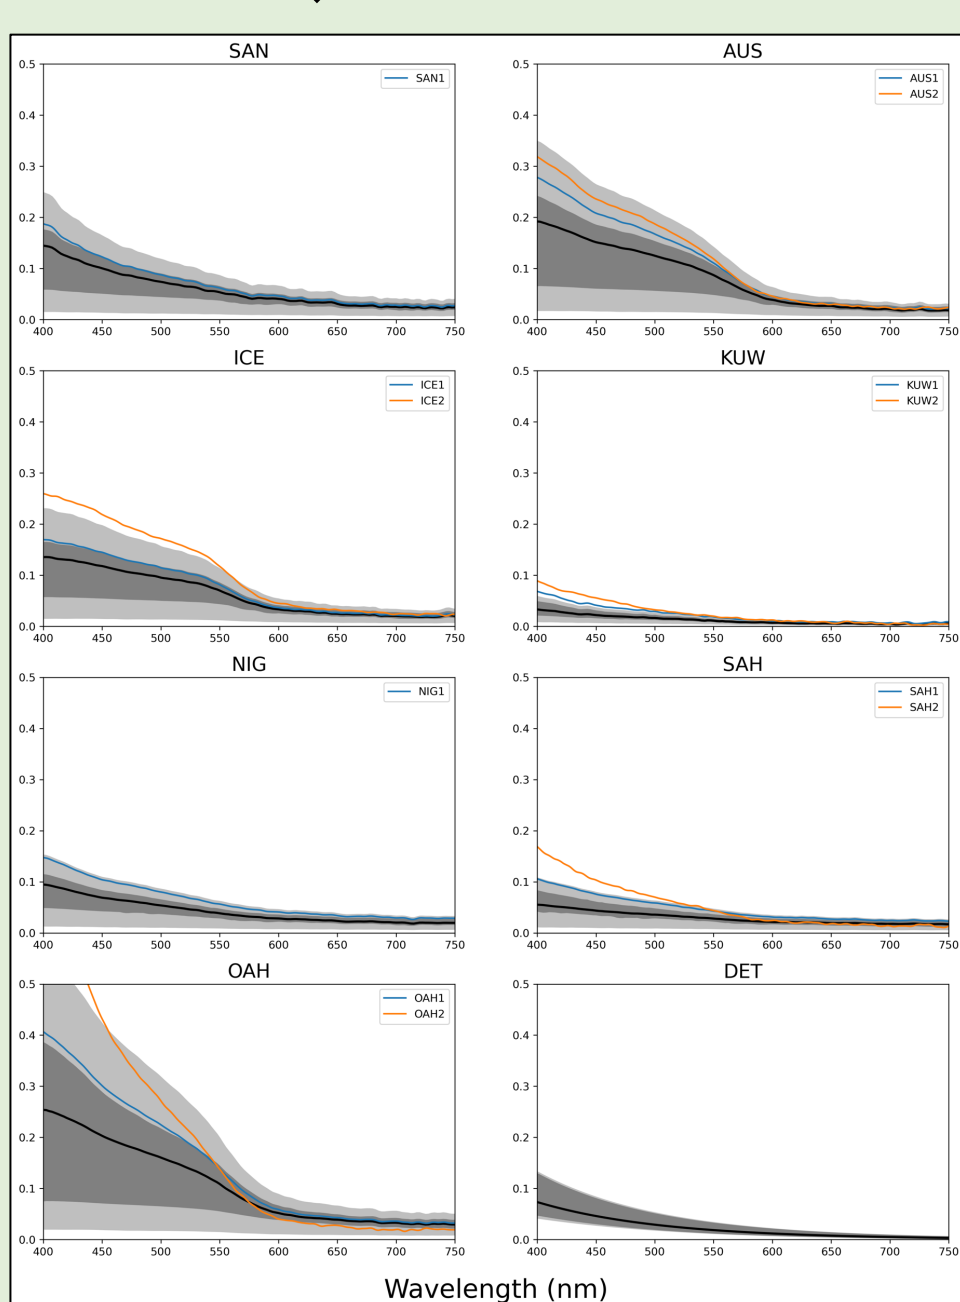 SAN AUS
0.5 0.5
SAN1 AUS1
AUS2
0.4 0.4
0.3 0.3
0.2 0.2
0.1 0.1
0.0 0.0
400 450 500 550 600 650 700 750 400 450 500 550 600 650 700 750
ICE KUW
0.5 0.5
ICE1 KUW1
ICE2 KUW2
0.4 0.4
0.3 0.3
0.2 0.2
0.1 0.1
0.0 0.0
400 450 500 550 600 650 700 750 400 450 500 550 600 650 700 750
NIG SAH
0.5 0.5
NIG1 SAH1
SAH2
0.4 0.4
0.3 0.3
0.2 0.2
0.1 0.1
0.0 0.0
400 450 500 550 600 650 700 750 400 450 500 550 600 650 700 750
OAH DET
0.5 0.5
OAH1
OAH2
0.4 0.4
0.3 0.3
0.2 0.2
0.1 0.1
0.0 0.0
400 450 500 550 600 650 700 750 400 450 500 550 600 650 700 750
Wavelength (nm)